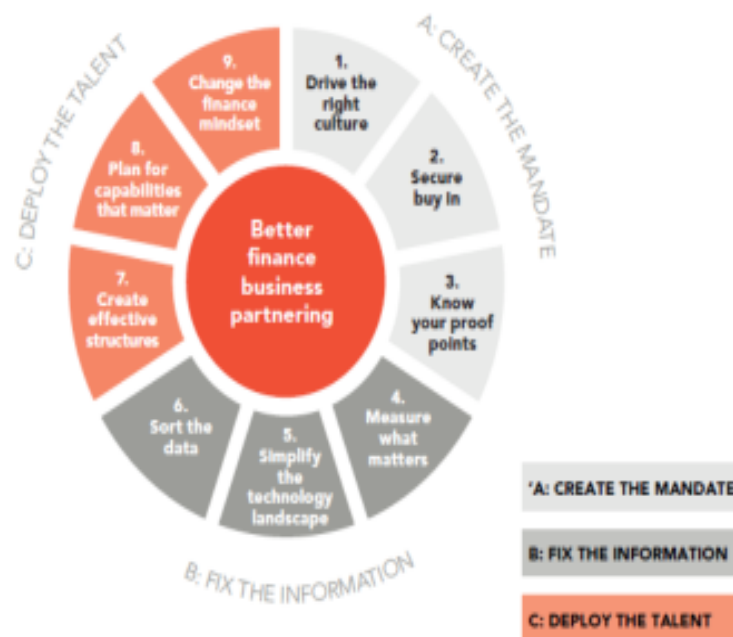 A: CREATE THE MANDATE
1.
Drive the
right
culture
2.
Secure
buy in
3.
Know
your proof
points
4.
Measure
what
matters
5.
Simplify
the
technology
landscape
6.
Sort the
data
B: FIX THE INFORMATION
7.
Create
effective
structures
8.
Plan for
capabilities
that matter
9.
Change the
finance
mindset
C: DEPLOY THE TALENT
Better
finance
business
partnering
'A: CREATE THE MANDATE
B: FIX THE INFORMATION
C: DEPLOY THE TALENT